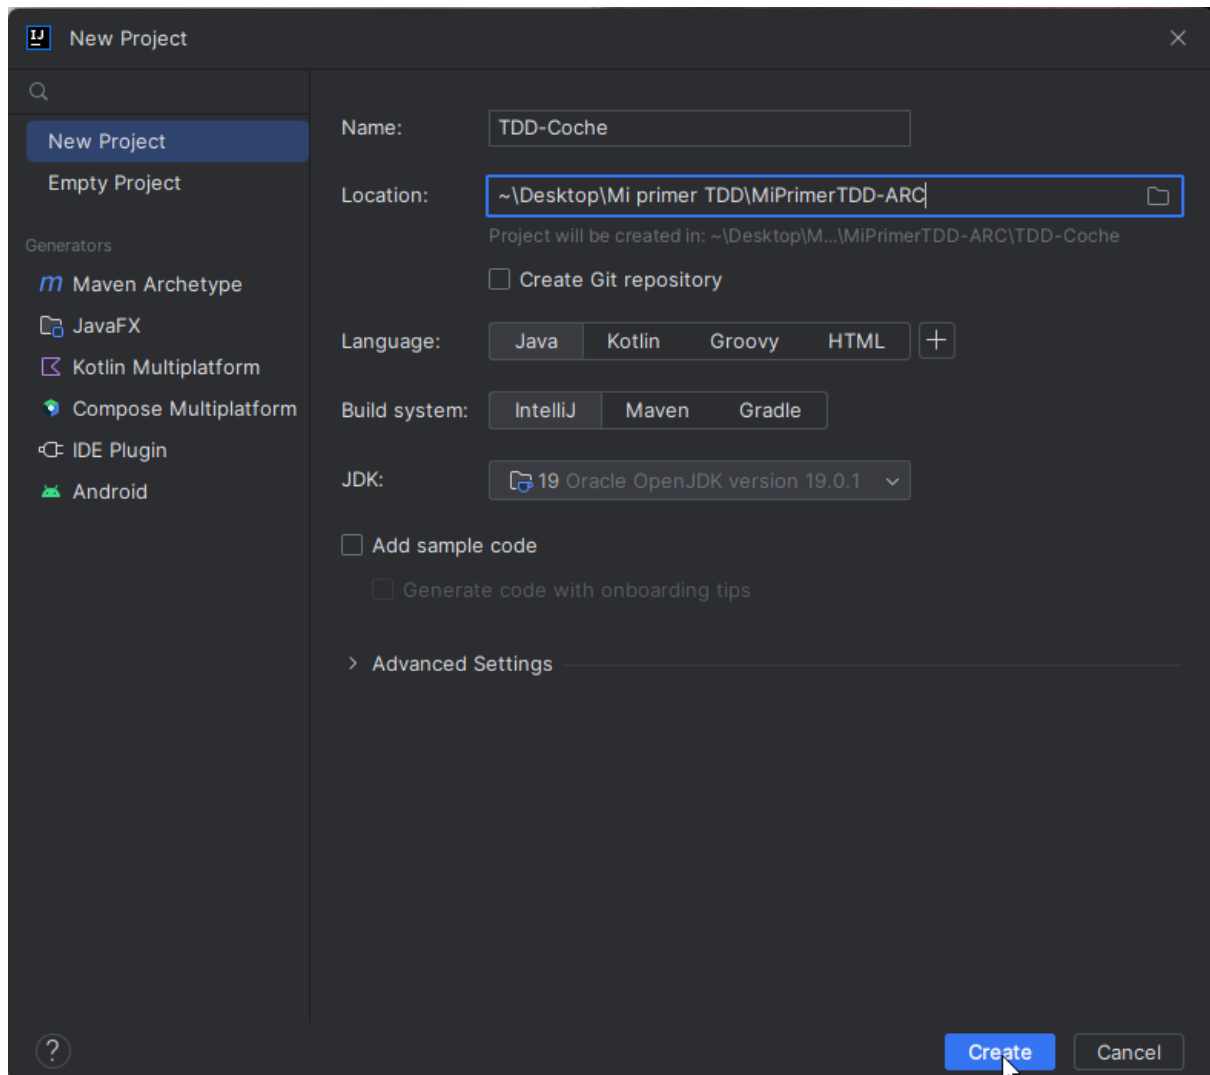 IJ New Project
New Project
Empty Project
Generators
m Maven Archetype
JavaFX
Kotlin Multiplatform
Compose Multiplatform
IDE Plugin
Android
Name: TDD-Coche
Location: ~\Desktop\Mi primer TDD\MiPrimerTDD-ARC
Project will be created in: ~\Desktop\M...\MiPrimerTDD-ARC\TDD-Coche
Create Git repository
Language: Java Kotlin Groovy HTML +
Build system: IntelliJ Maven Gradle
JDK: 19 Oracle OpenJDK version 19.0.1
Add sample code
Generate code with onboarding tips
Advanced Settings
? Create Cancel